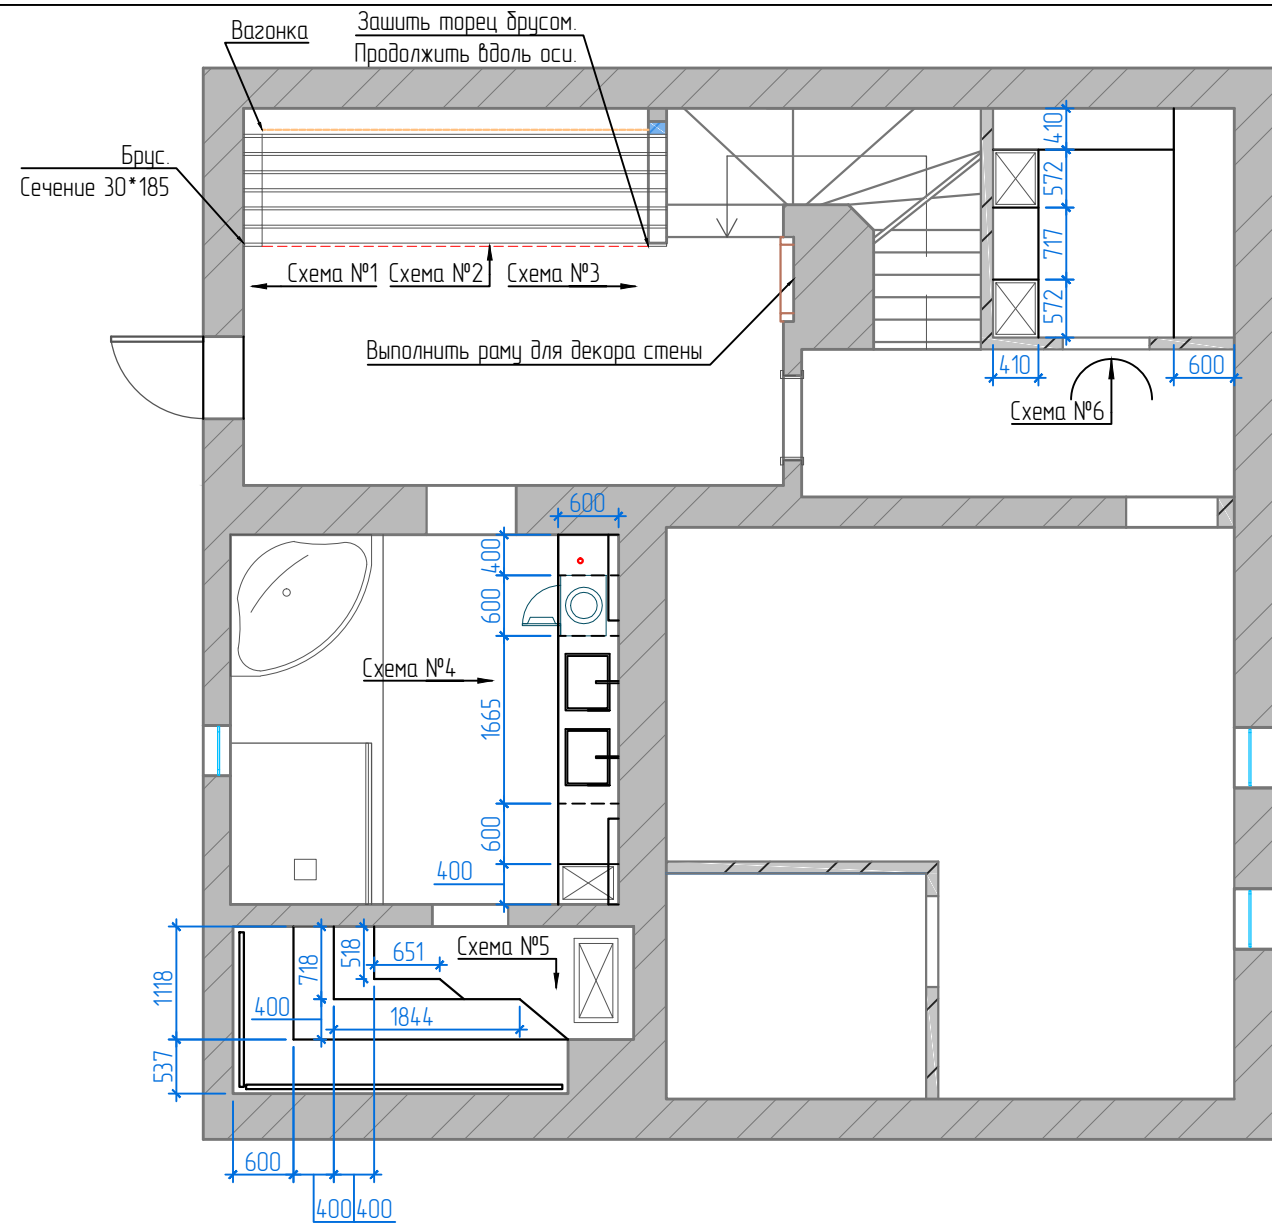 Вагонка
Зашить торец брусом.
Продолжить вдоль оси.
Брус.
Сечение 30*185
Схема №1
Схема №2
Схема №3
Выполнить раму для декора стены
410
572
717
572
410
600
Схема №6
600
400
600
1665
600
400
Схема №4
Схема №5
518
651
718
400
1844
1118
537
600
400
400